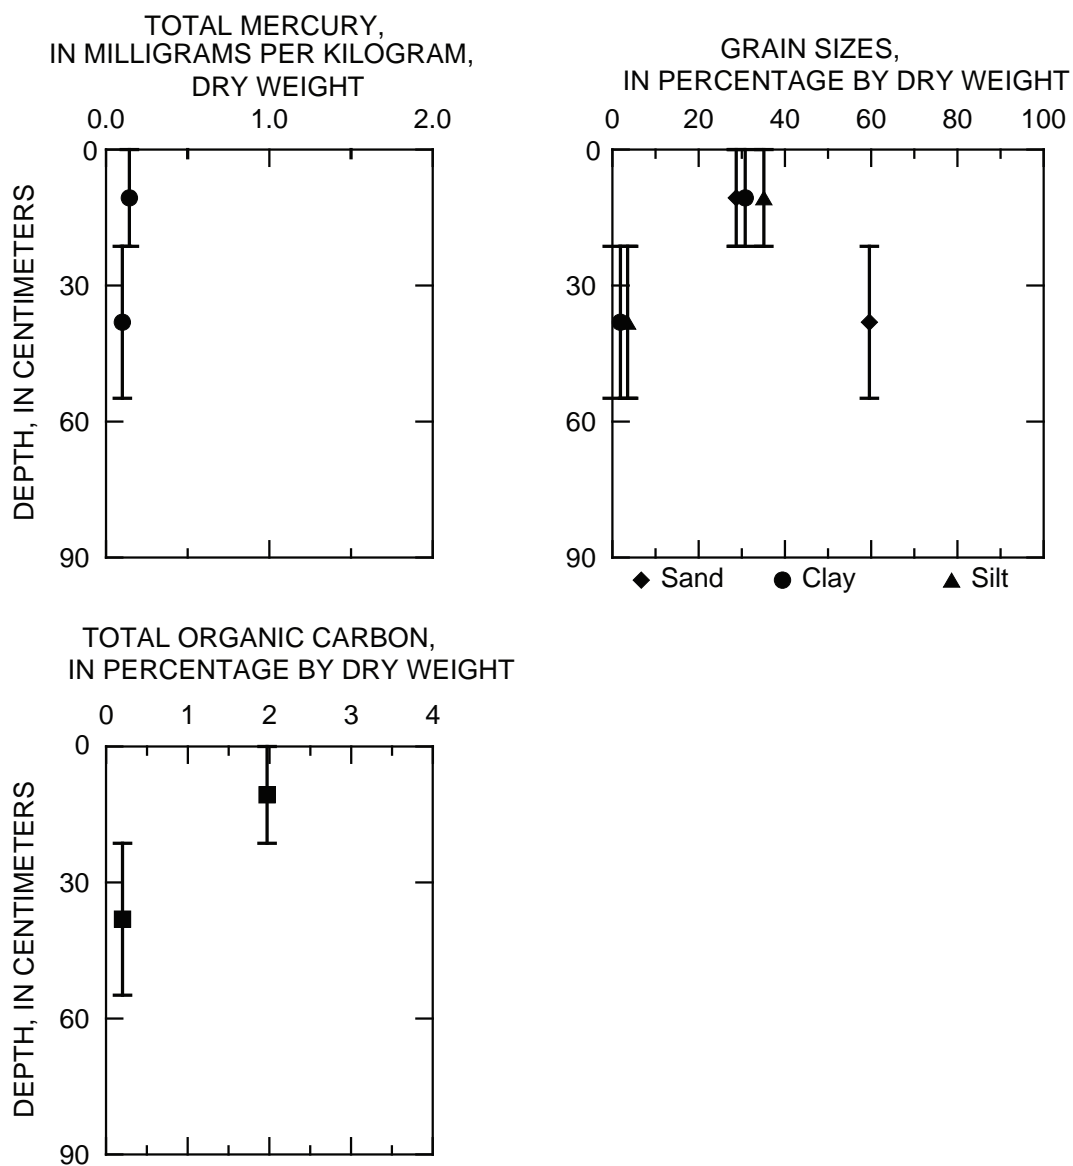 TOTAL MERCURY,
IN MILLIGRAMS PER KILOGRAM,
DRY WEIGHT
0.0 1.0 2.0
0
30
60
90
DEPTH, IN CENTIMETERS
GRAIN SIZES,
IN PERCENTAGE BY DRY WEIGHT
0 20 40 60 80 100
0
30
60
90
Sand Clay Silt
TOTAL ORGANIC CARBON,
IN PERCENTAGE BY DRY WEIGHT
0 1 2 3 4
0
30
60
90
DEPTH, IN CENTIMETERS